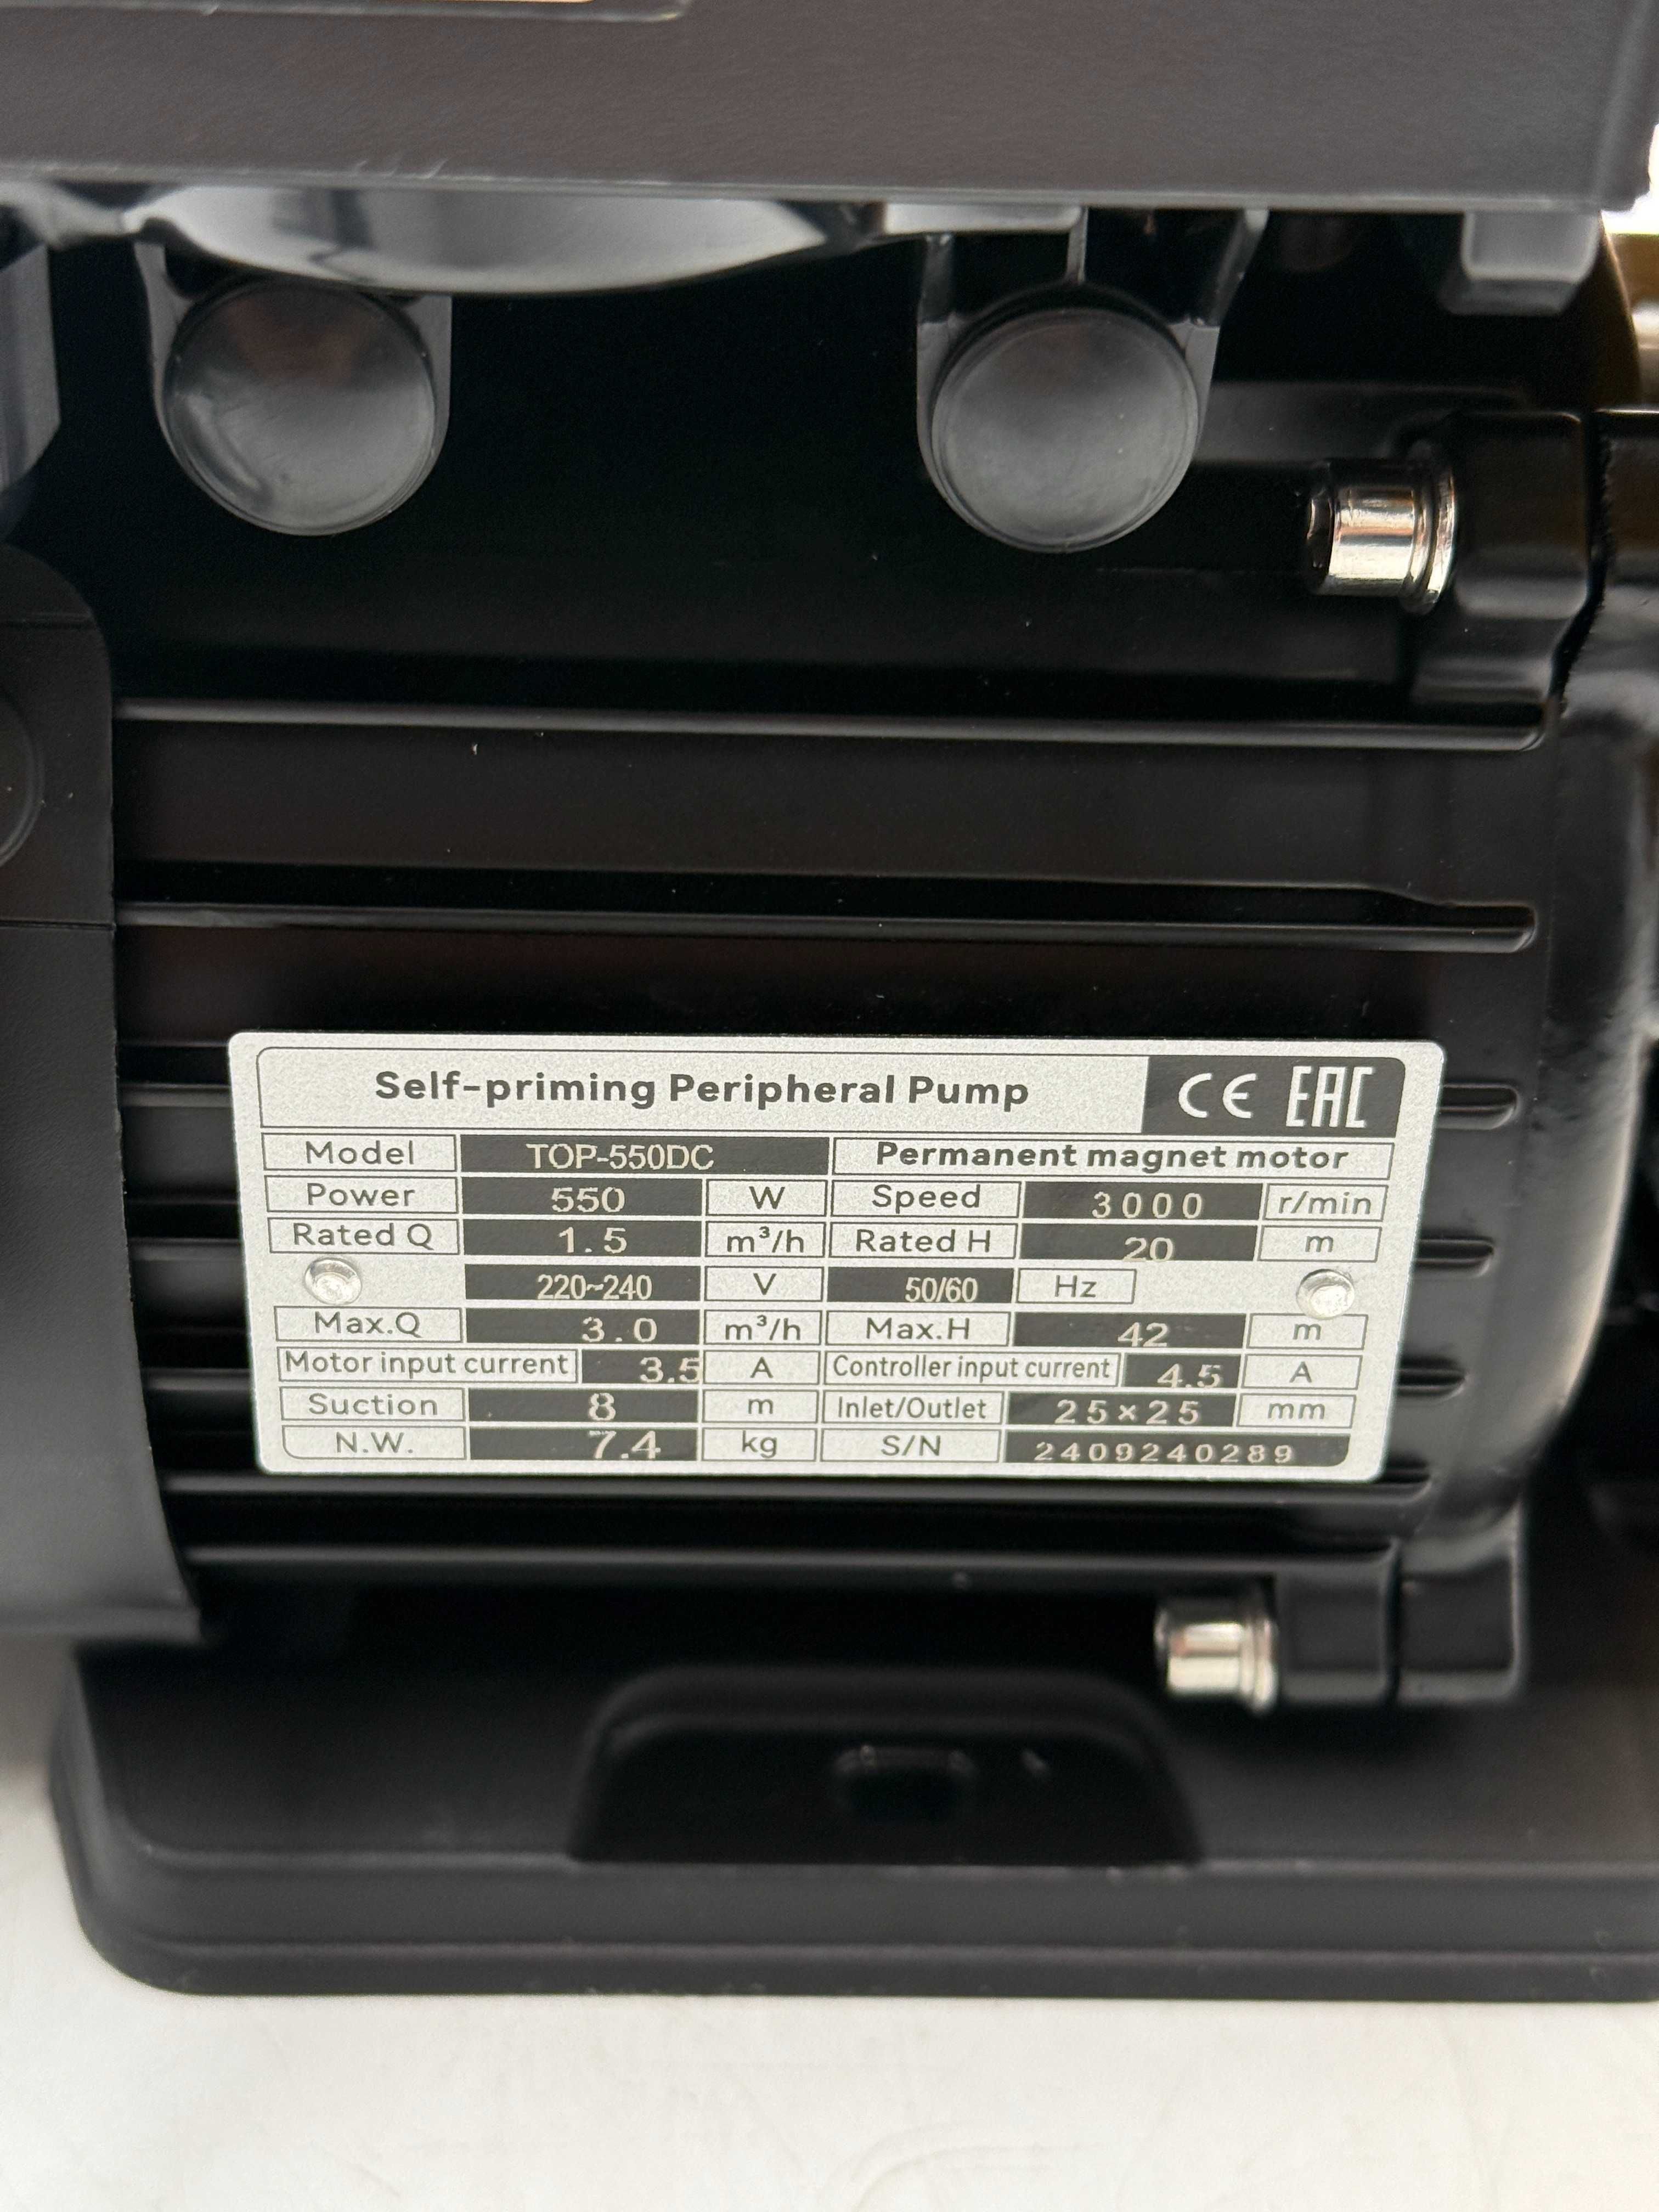 Self-priming Peripheral Pump CE EAC
Model TOP-550DC Permanent magnet motor
Power 550 W Speed 3000 r/min
Rated Q 1.5 m³/h Rated H 20 m
220~240 V 50/60 Hz
Max.Q 3.0 m³/h Max.H 42 m
Motor input current 3.5 A Controller input current 4.5 A
Suction 8 m Inlet/Outlet 25×25 mm
N.W. 7.4 kg S/N 2409240289